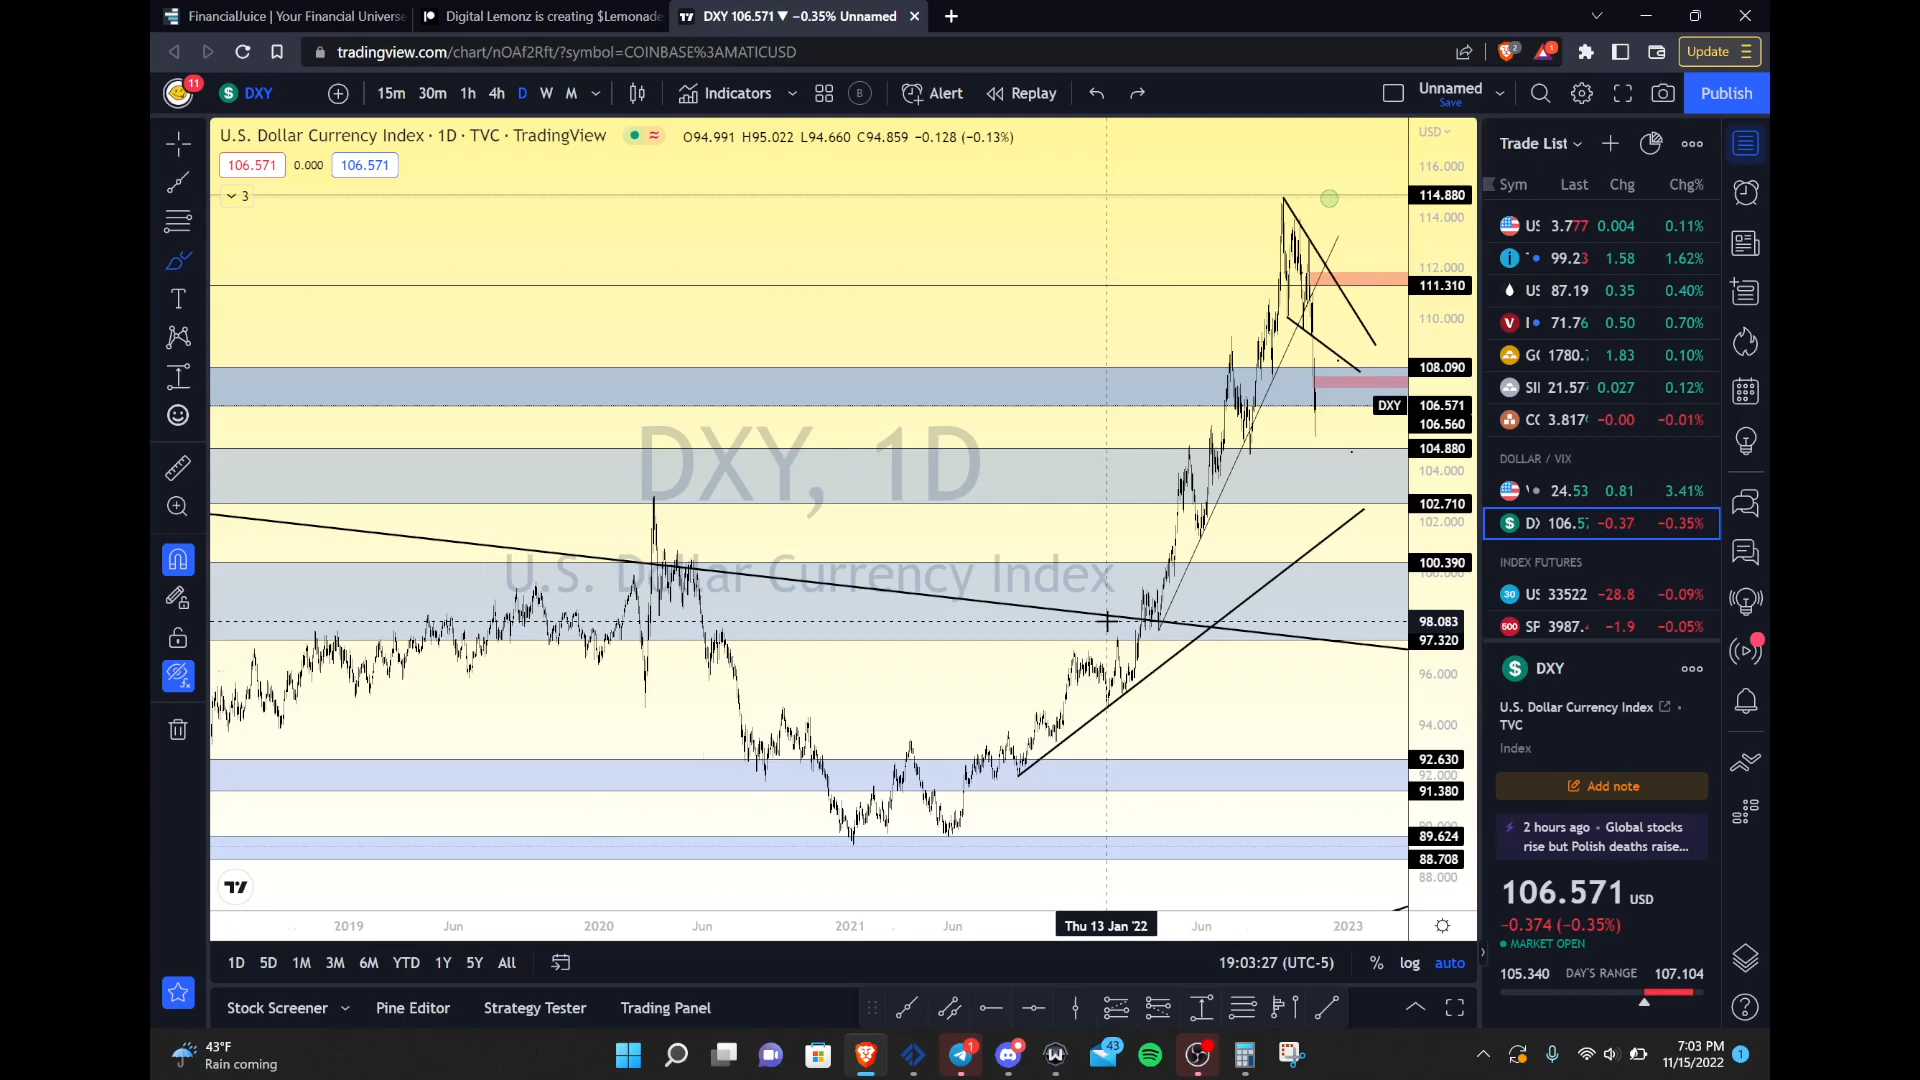 FinancialJuice | Your Financial Universe
Digital Lemonz is creating $Lemonade
DXY 106.571 ▼ −0.35% Unnamed
tradingview.com/chart/nOAf2Rft/?symbol=COINBASE%3AMATICUSD
2
1
Update
11
DXY
15m 30m 1h 4h D W M
Indicators
B
Alert
Replay
Unnamed
Save
Publish
U.S. Dollar Currency Index · 1D · TVC · TradingView
O94.991 H95.022 L94.660 C94.859 −0.128 (−0.13%)
106.571 0.000 106.571
3
USD
116.000
114.880
114.000
112.000
111.310
110.000
108.090
DXY 106.571
106.560
104.880
104.000
102.710
102.000
100.390
100.000
98.083
97.320
96.000
94.000
92.630
92.000
91.380
89.624
88.708
88.000
DXY, 1D
U.S. Dollar Currency Index
2019 Jun 2020 Jun 2021 Jun Thu 13 Jan '22 Jun 2023
1D 5D 1M 3M 6M YTD 1Y 5Y All
19:03:27 (UTC-5) % log auto
Stock Screener Pine Editor Strategy Tester Trading Panel
Trade List
Sym Last Chg Chg%
3.777 0.004 0.11%
99.23 1.58 1.62%
87.19 0.35 0.40%
71.76 0.50 0.70%
1780. 1.83 0.10%
21.577 0.027 0.12%
3.817 −0.00 −0.01%
DOLLAR / VIX
24.53 0.81 3.41%
106.57 −0.37 −0.35%
INDEX FUTURES
30 33522 −28.8 −0.09%
500 SP 3987. −1.9 −0.05%
DXY
U.S. Dollar Currency Index
TVC
Index
Add note
2 hours ago • Global stocks
rise but Polish deaths raise...
106.571 USD
−0.374 (−0.35%)
MARKET OPEN
105.340 DAY'S RANGE 107.104
43°F
Rain coming
1
43
7:03 PM
11/15/2022
1